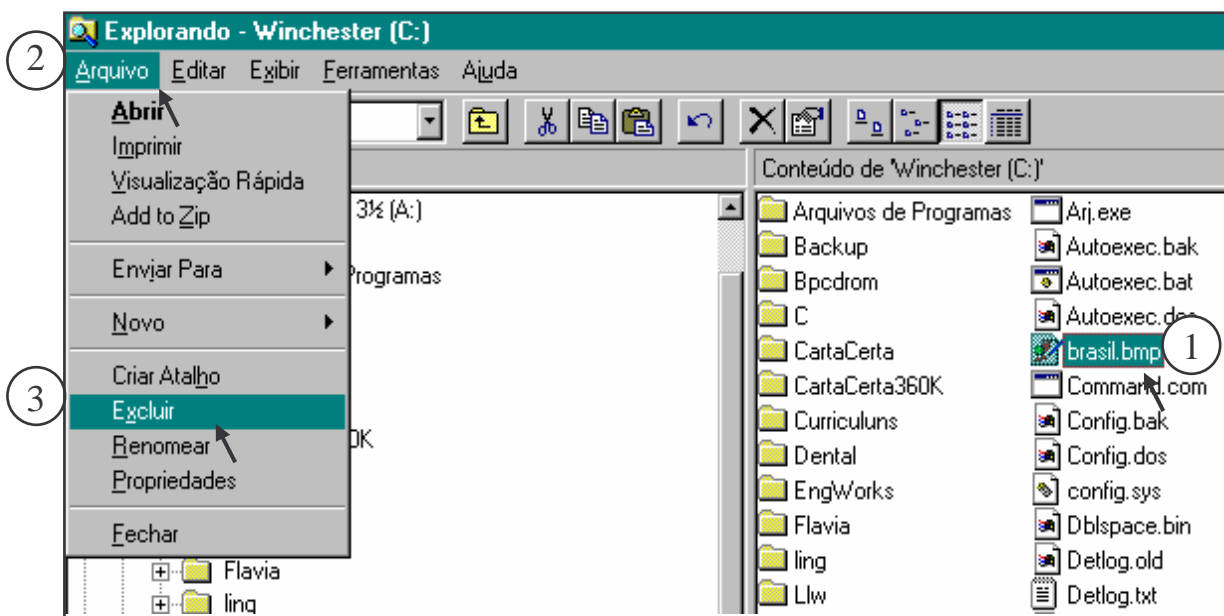 Explorando - Winchester (C:)
2
Arquivo Editar Exibir Ferramentas Ajuda
Abrir
Imprimir
Visualização Rápida
Add to Zip
Enviar Para
Novo
Criar Atalho
3
Excluir
Renomear
Propriedades
Fechar
3½ (A:)
Programas
0K
Flavia
ling
Conteúdo de 'Winchester (C:)'
Arquivos de Programas
Backup
Bpcdrom
C
CartaCerta
CartaCerta360K
Curriculuns
Dental
EngWorks
Flavia
ling
Llw
Arj.exe
Autoexec.bak
Autoexec.bat
Autoexec.dos
brasil.bmp
1
Command.com
Config.bak
Config.dos
config.sys
Dblspace.bin
Detlog.old
Detlog.txt